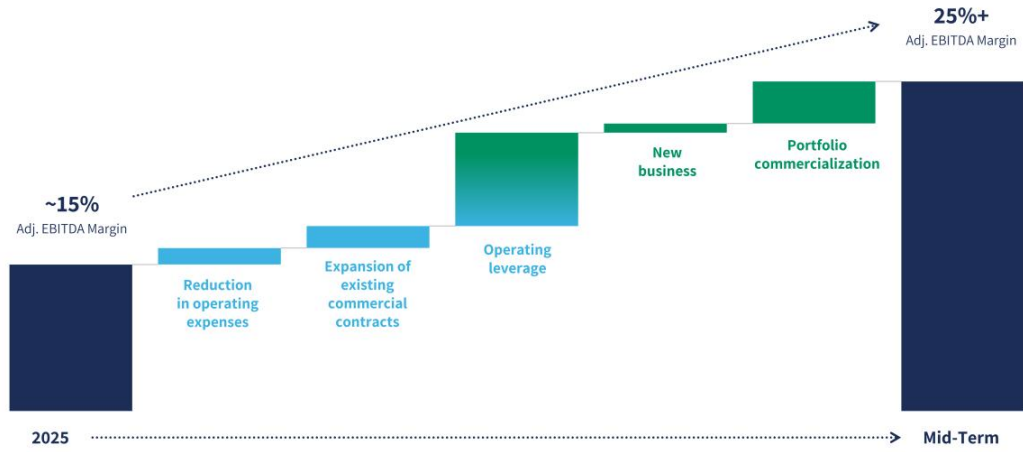 25%+
Adj. EBITDA Margin
~15%
Adj. EBITDA Margin
Reduction
in operating
expenses
Expansion of
existing
commercial
contracts
Operating
leverage
New
business
Portfolio
commercialization
2025
Mid-Term